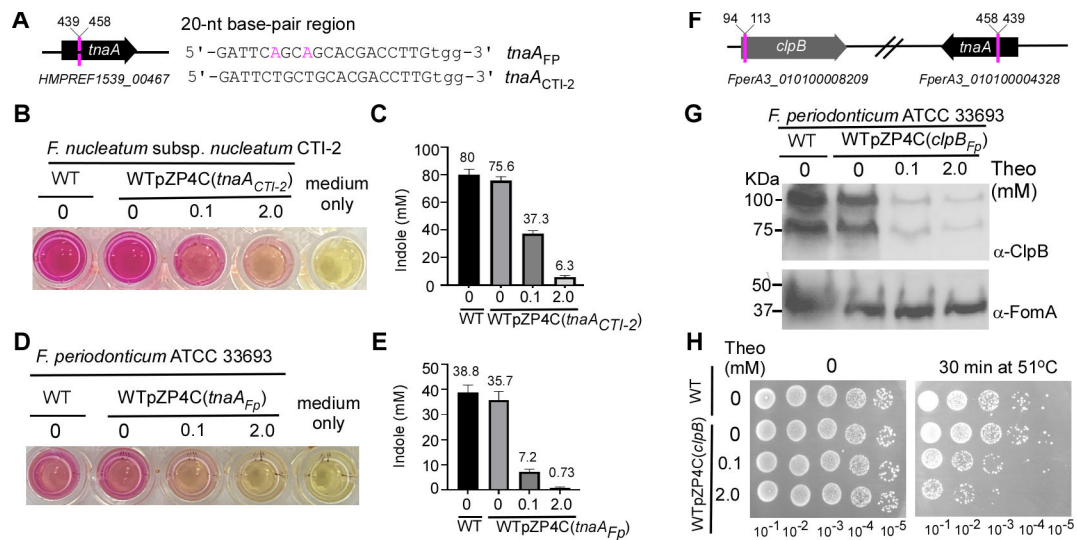 A
439 458
20-nt base-pair region
tnaA
5'-GATTCAGCAGCACGACCTTGtgg-3' tnaAFP
HMPREF1539_00467
5'-GATTCTGCTGCACGACCTTGtgg-3' tnaACTI-2
B
F. nucleatum subsp. nucleatum CTI-2
WT WTpZP4C(tnaACTI-2) medium only
0 0 0.1 2.0
C
Indole (mM)
100
80
60
40
20
0
80 75.6 37.3 6.3
0 0 0.1 2.0
WT WTpZP4C(tnaACTI-2)
D
F. periodonticum ATCC 33693
WT WTpZP4C(tnaAFp) medium only
0 0 0.1 2.0
E
Indole (mM)
50
40
30
20
10
0
38.8 35.7 7.2 0.73
0 0 0.1 2.0
WT WTpZP4C(tnaAFp)
F
94 113 458 439
clpB tnaA
FperA3_010100008209 FperA3_010100004328
G
F. periodonticum ATCC 33693
WT WTpZP4C(clpBFp)
0 0 0.1 2.0 Theo (mM)
KDa
100
75
α-ClpB
50
37
α-FomA
H
Theo (mM)
0 30 min at 51°C
WT 0
WTpZP4C(clpB)
0
0.1
2.0
10-1 10-2 10-3 10-4 10-5 10-1 10-2 10-3 10-4 10-5